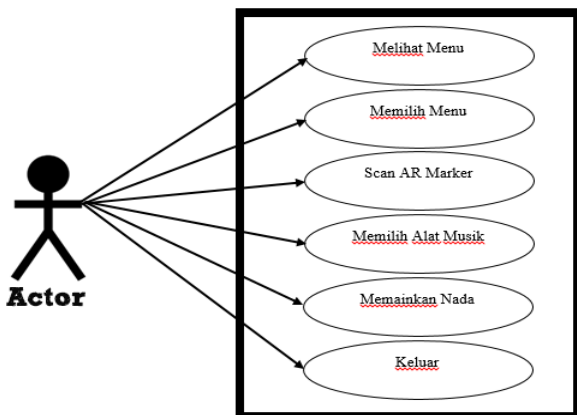 Melihat Menu
Memilih Menu
Scan AR Marker
Memilih Alat Musik
Memainkan Nada
Keluar
Actor